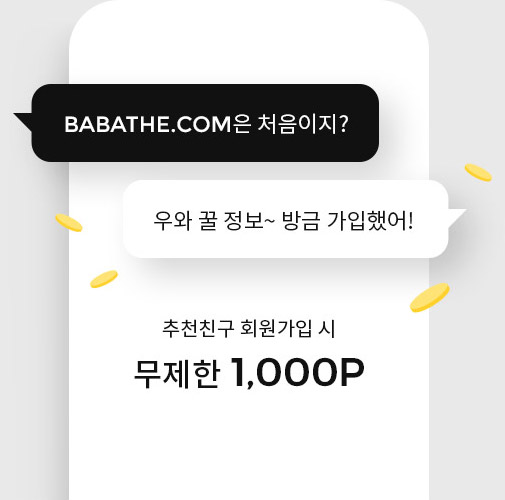 BABATHE.COM은 처음이지?
우와 꿀 정보~ 방금 가입했어!
추천친구 회원가입 시
무제한 1,000P